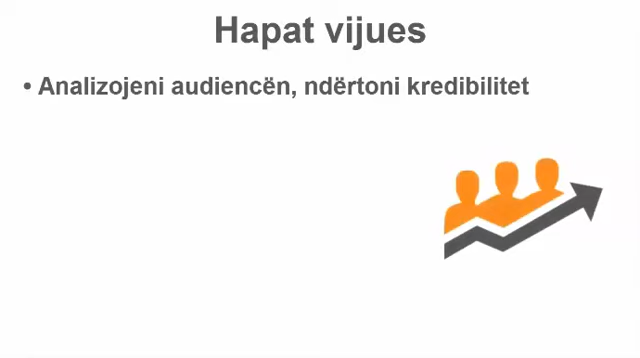 Hapat vijues
• Analizojeni audiencën, ndërtoni kredibilitet